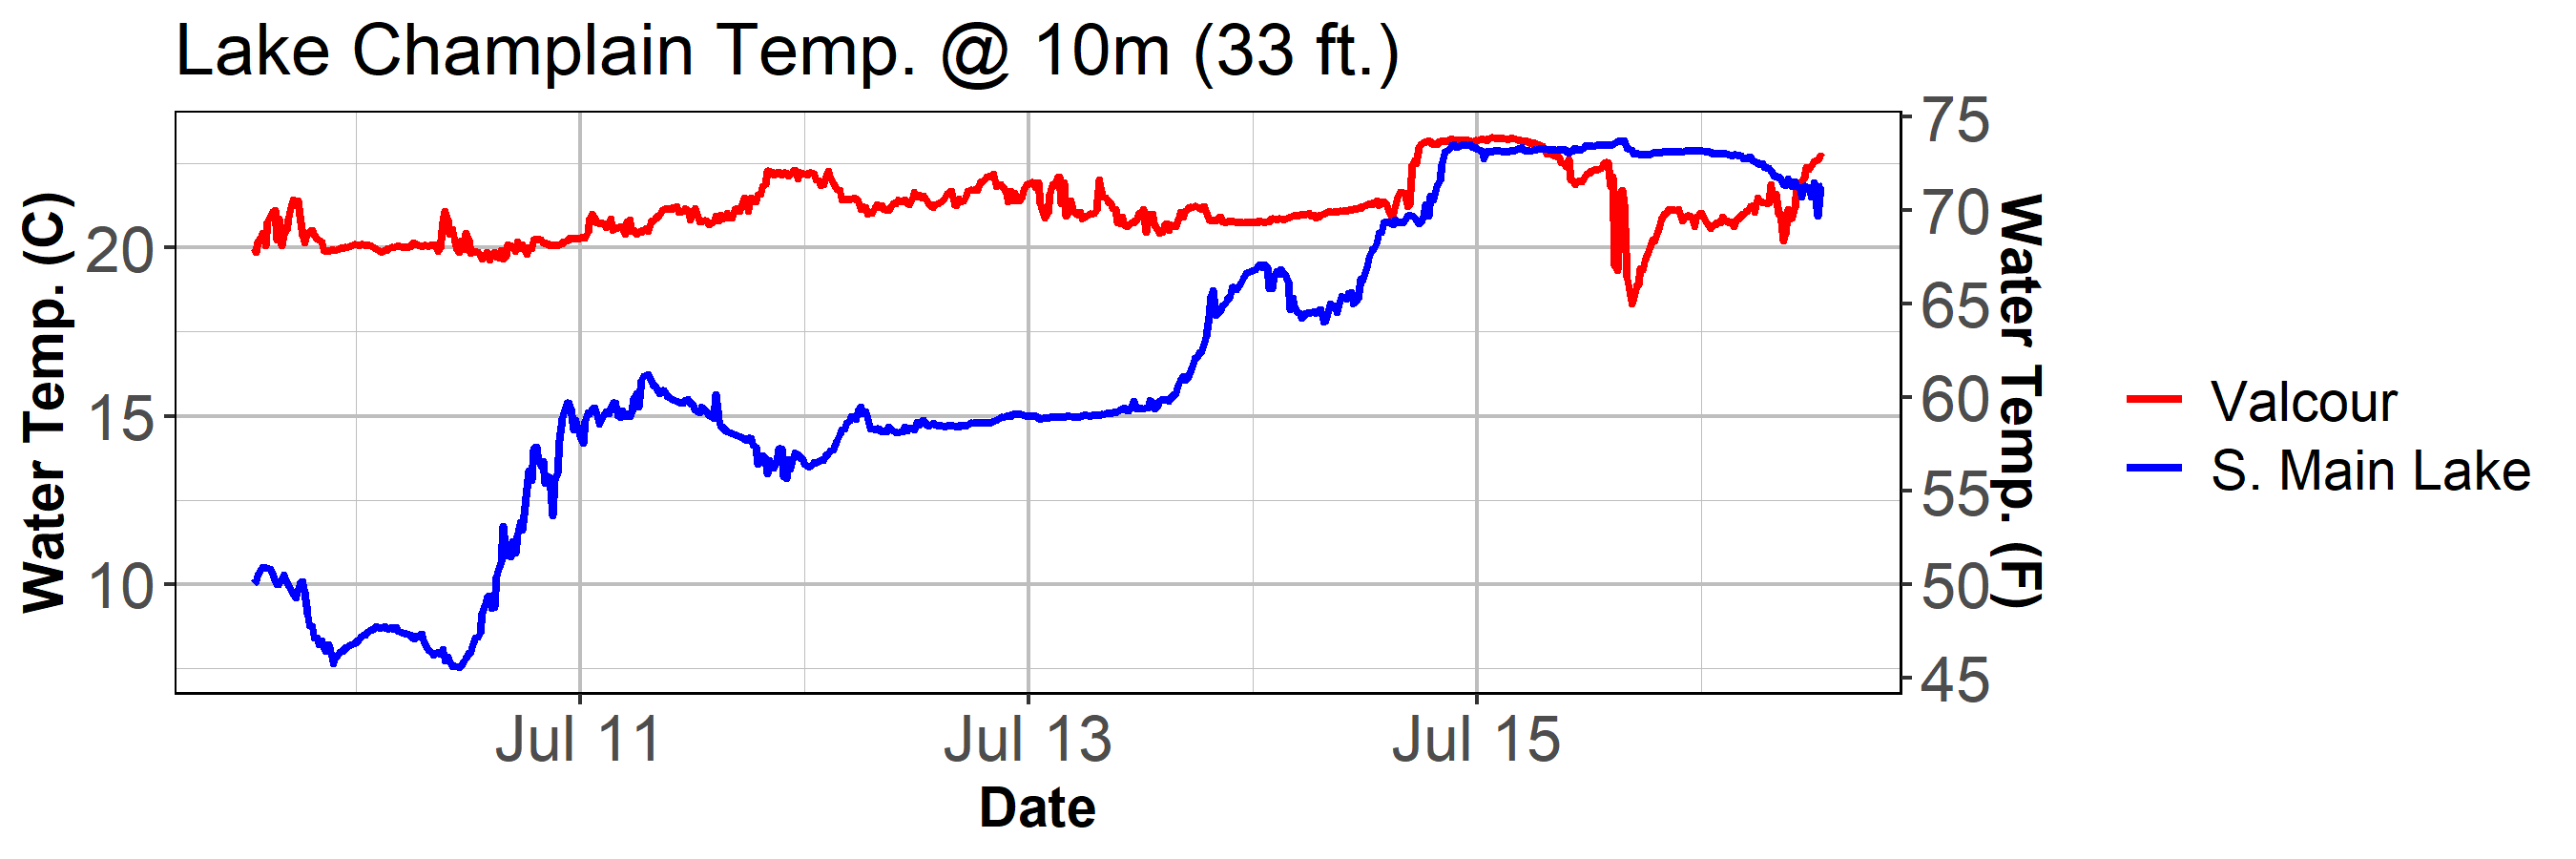 Lake Champlain Temp. @ 10m (33 ft.)
Water Temp. (C)
20
15
10
75
70
65
60
55
50
45
Water Temp. (F)
Valcour
S. Main Lake
Jul 11
Jul 13
Jul 15
Date